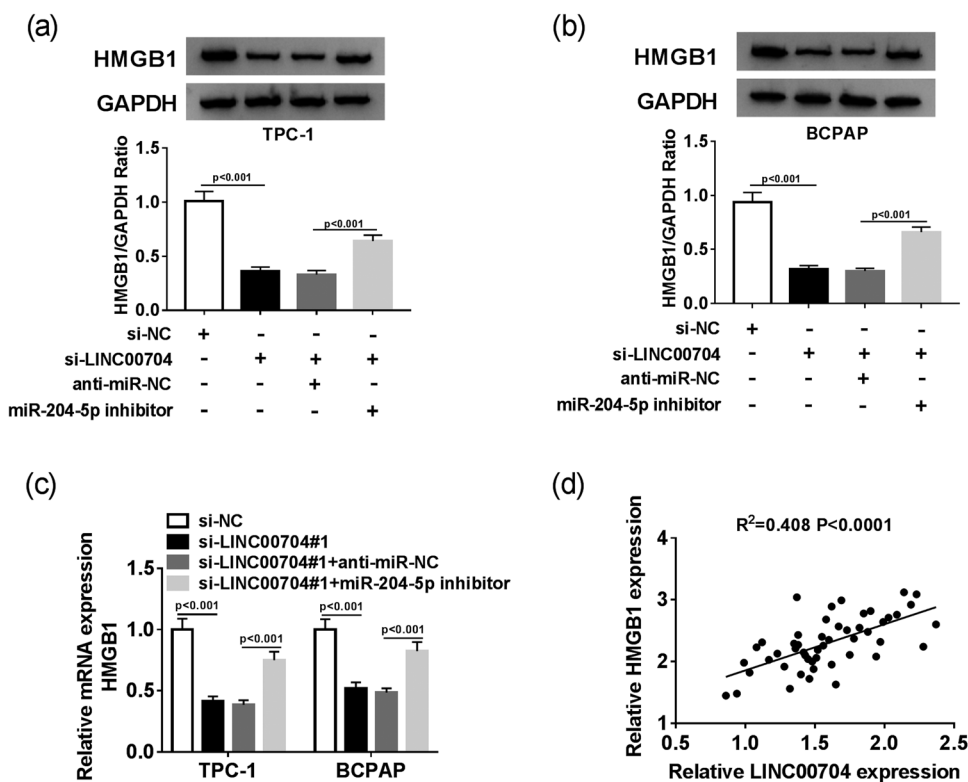 (a)
HMGB1
GAPDH
TPC-1
HMGB1/GAPDH Ratio
1.5
1.0
0.5
0.0
p<0.001
p<0.001
si-NC + - - -
si-LINC00704 - + + +
anti-miR-NC - - + -
miR-204-5p inhibitor - - - +
(b)
HMGB1
GAPDH
BCPAP
HMGB1/GAPDH Ratio
1.5
1.0
0.5
0.0
p<0.001
p<0.001
si-NC + - - -
si-LINC00704 - + + +
anti-miR-NC - - + -
miR-204-5p inhibitor - - - +
(c)
si-NC
si-LINC00704#1
si-LINC00704#1+anti-miR-NC
si-LINC00704#1+miR-204-5p inhibitor
Relative mRNA expression
HMGB1
1.5
1.0
0.5
0.0
p<0.001
p<0.001
p<0.001
p<0.001
TPC-1 BCPAP
(d)
R²=0.408 P<0.0001
Relative HMGB1 expression
4
3
2
1
0.5 1.0 1.5 2.0 2.5
Relative LINC00704 expression